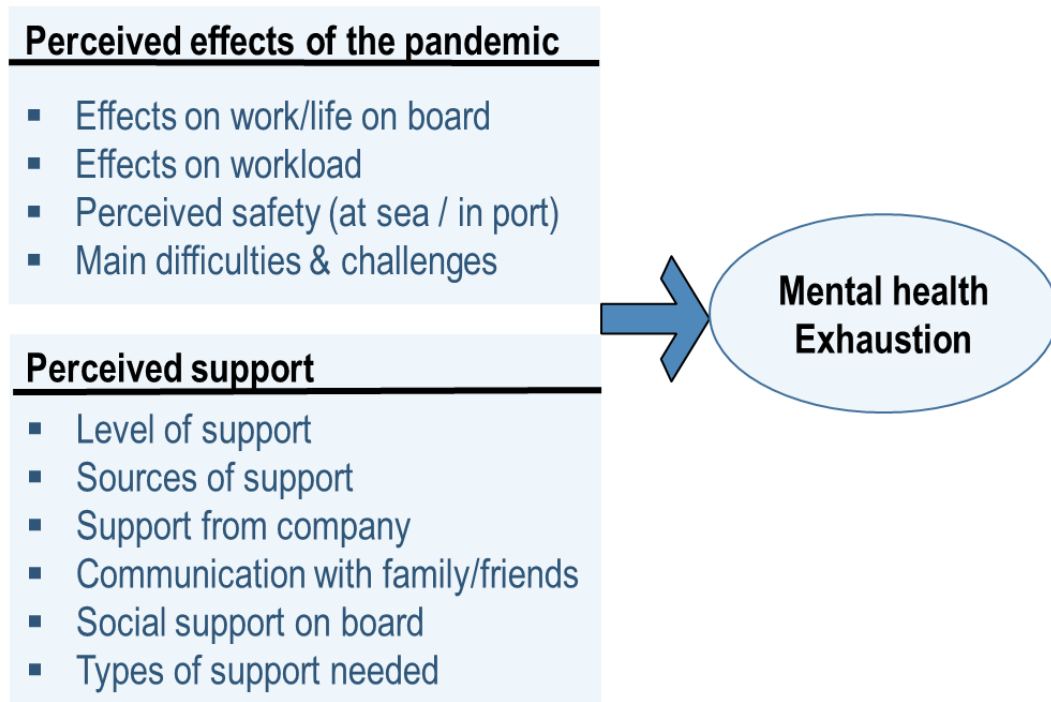 Perceived effects of the pandemic
▪ Effects on work/life on board
▪ Effects on workload
▪ Perceived safety (at sea / in port)
▪ Main difficulties & challenges
Perceived support
▪ Level of support
▪ Sources of support
▪ Support from company
▪ Communication with family/friends
▪ Social support on board
▪ Types of support needed
Mental health
Exhaustion